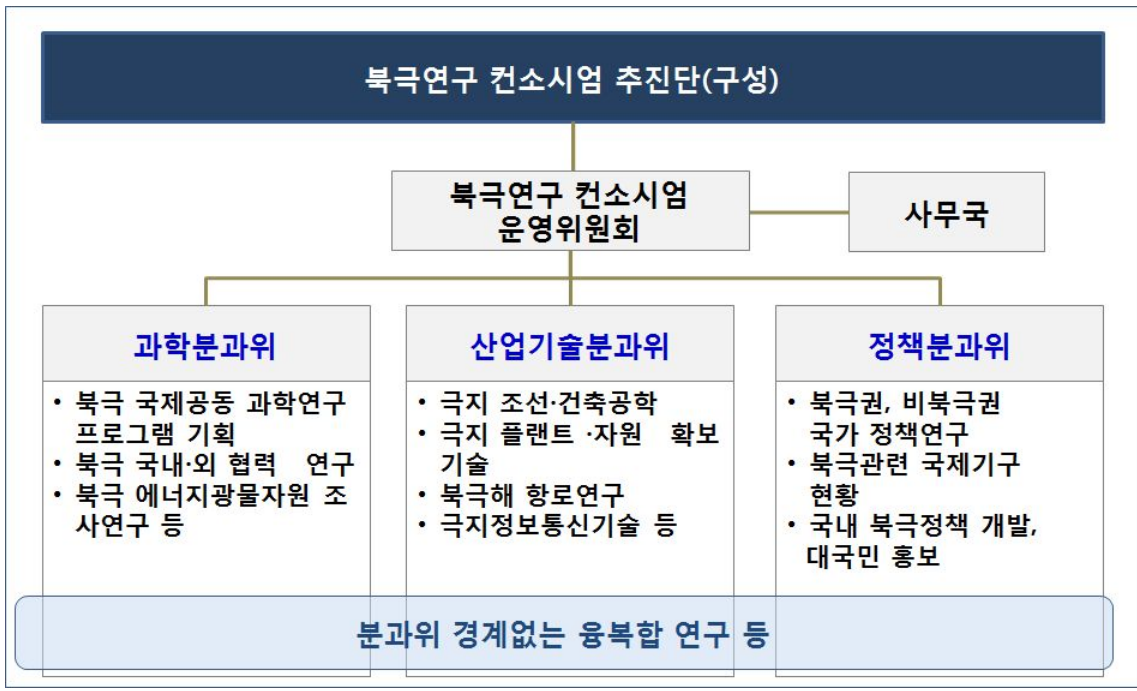 북극연구 컨소시엄 추진단(구성)
북극연구 컨소시엄
운영위원회
사무국
과학분과위
• 북극 국제공동 과학연구
프로그램 기획
• 북극 국내·외 협력 연구
• 북극 에너지광물자원 조
사연구 등
산업기술분과위
• 극지 조선·건축공학
• 극지 플랜트 ·자원 확보
기술
• 북극해 항로연구
• 극지정보통신기술 등
정책분과위
• 북극권, 비북극권
국가 정책연구
• 북극관련 국제기구
현황
• 국내 북극정책 개발,
대국민 홍보
분과위 경계없는 융복합 연구 등